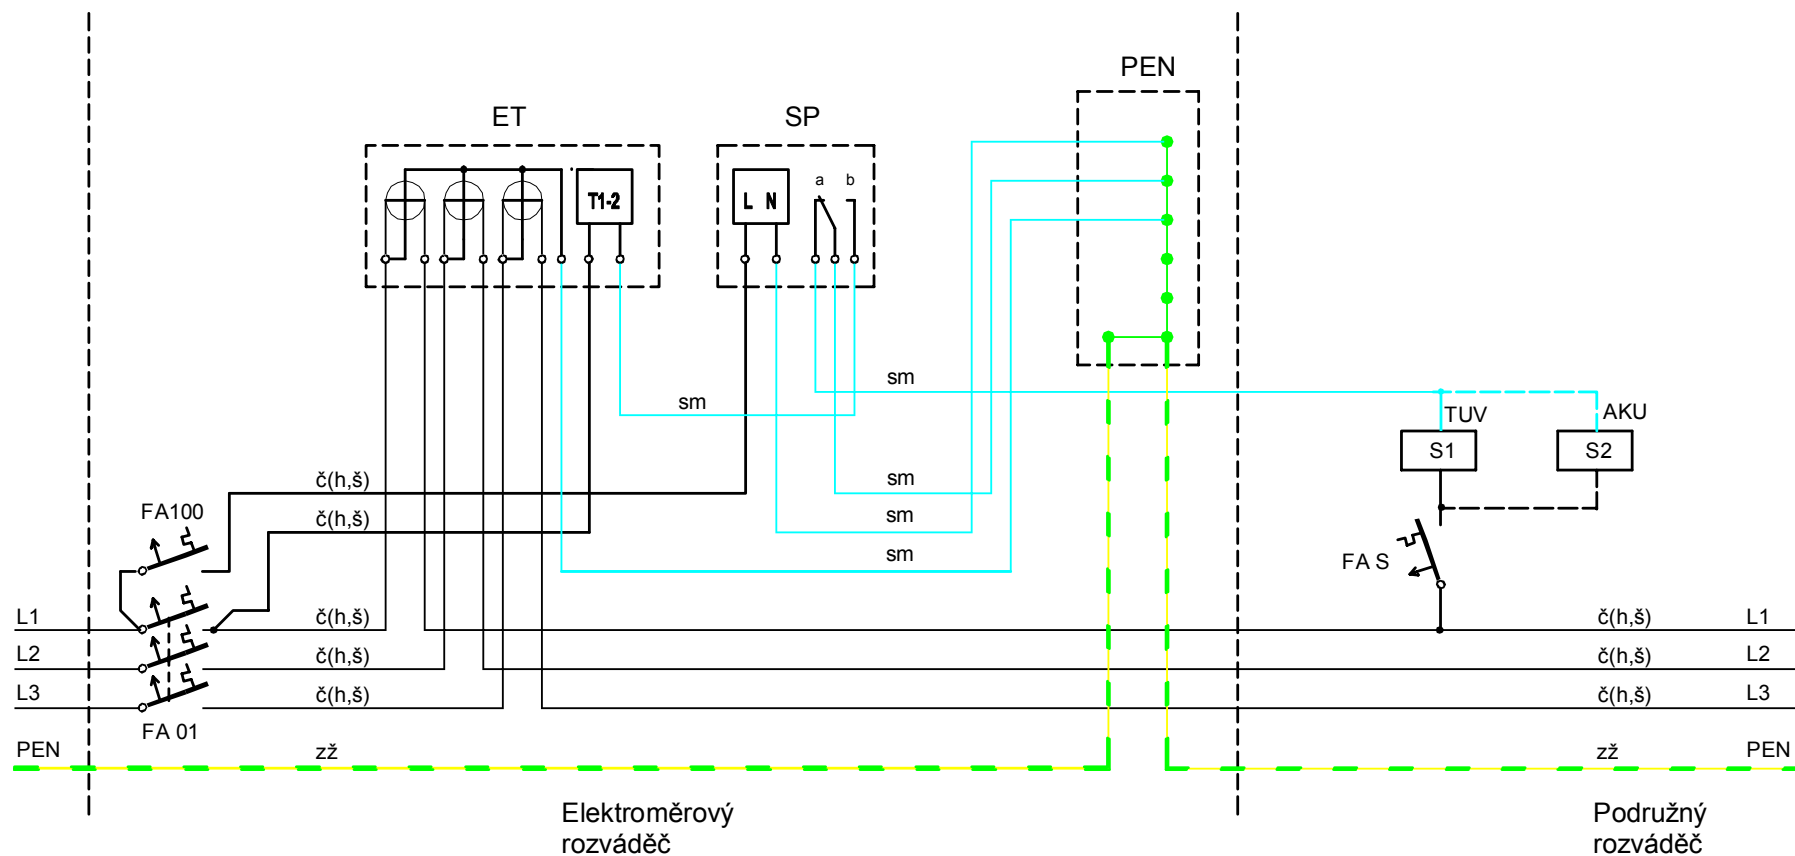 PEN
ET
SP
a b
T1-2
L N
sm
TUV
AKU
sm
S1
S2
č(h,š)
sm
FA100
č(h,š)
sm
sm
FA S
L1
č(h,š)
č(h,š)
L1
L2
č(h,š)
č(h,š)
L2
L3
č(h,š)
č(h,š)
L3
FA 01
PEN
zž
zž
PEN
Elektroměrový
rozváděč
Podružný
rozváděč